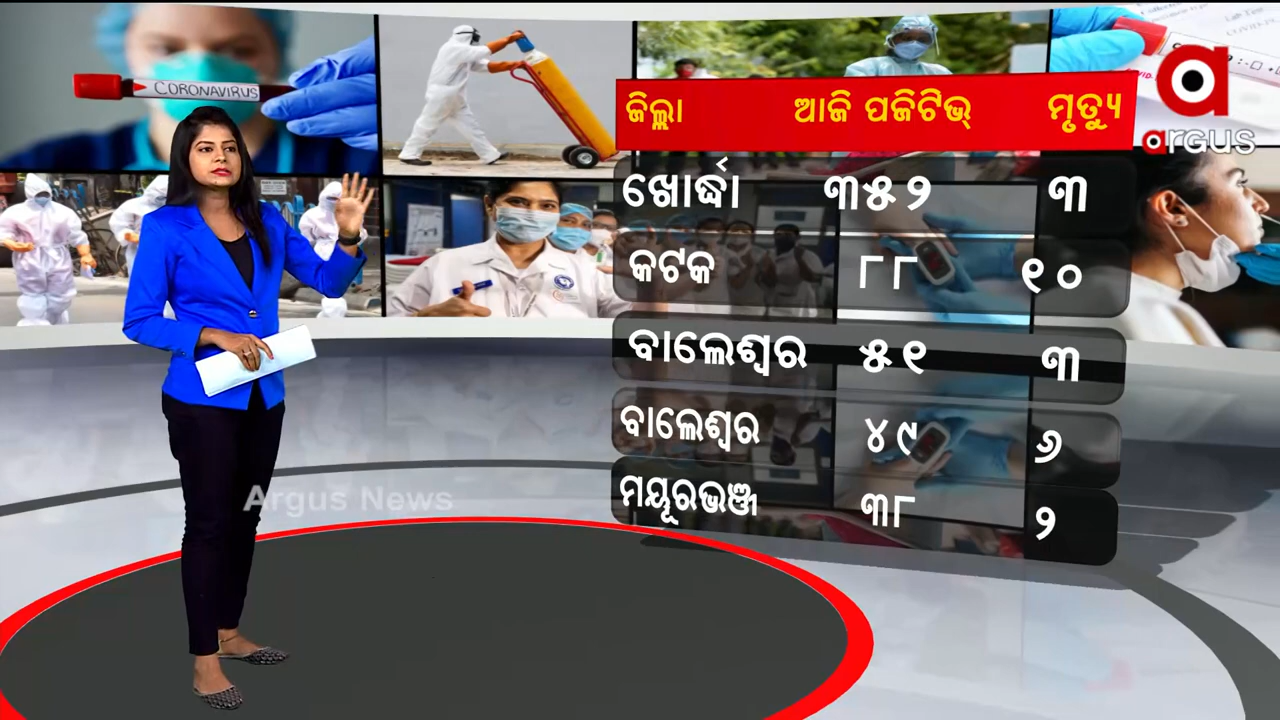 CORONAVIRUS
ଜିଲ୍ଲା ଆଜି ପଜିଟିଭ୍ ମୃତ୍ୟୁ
argus
ଖୋର୍ଦ୍ଧା ୩୫୨ ୩
କଟକ ୮୮ ୧୦
ବାଲେଶ୍ୱର ୫୧ ୩
ବାଲେଶ୍ୱର ୪୯ ୬
ମୟୂରଭଞ୍ଜ ୩୮ ୨
Argus News